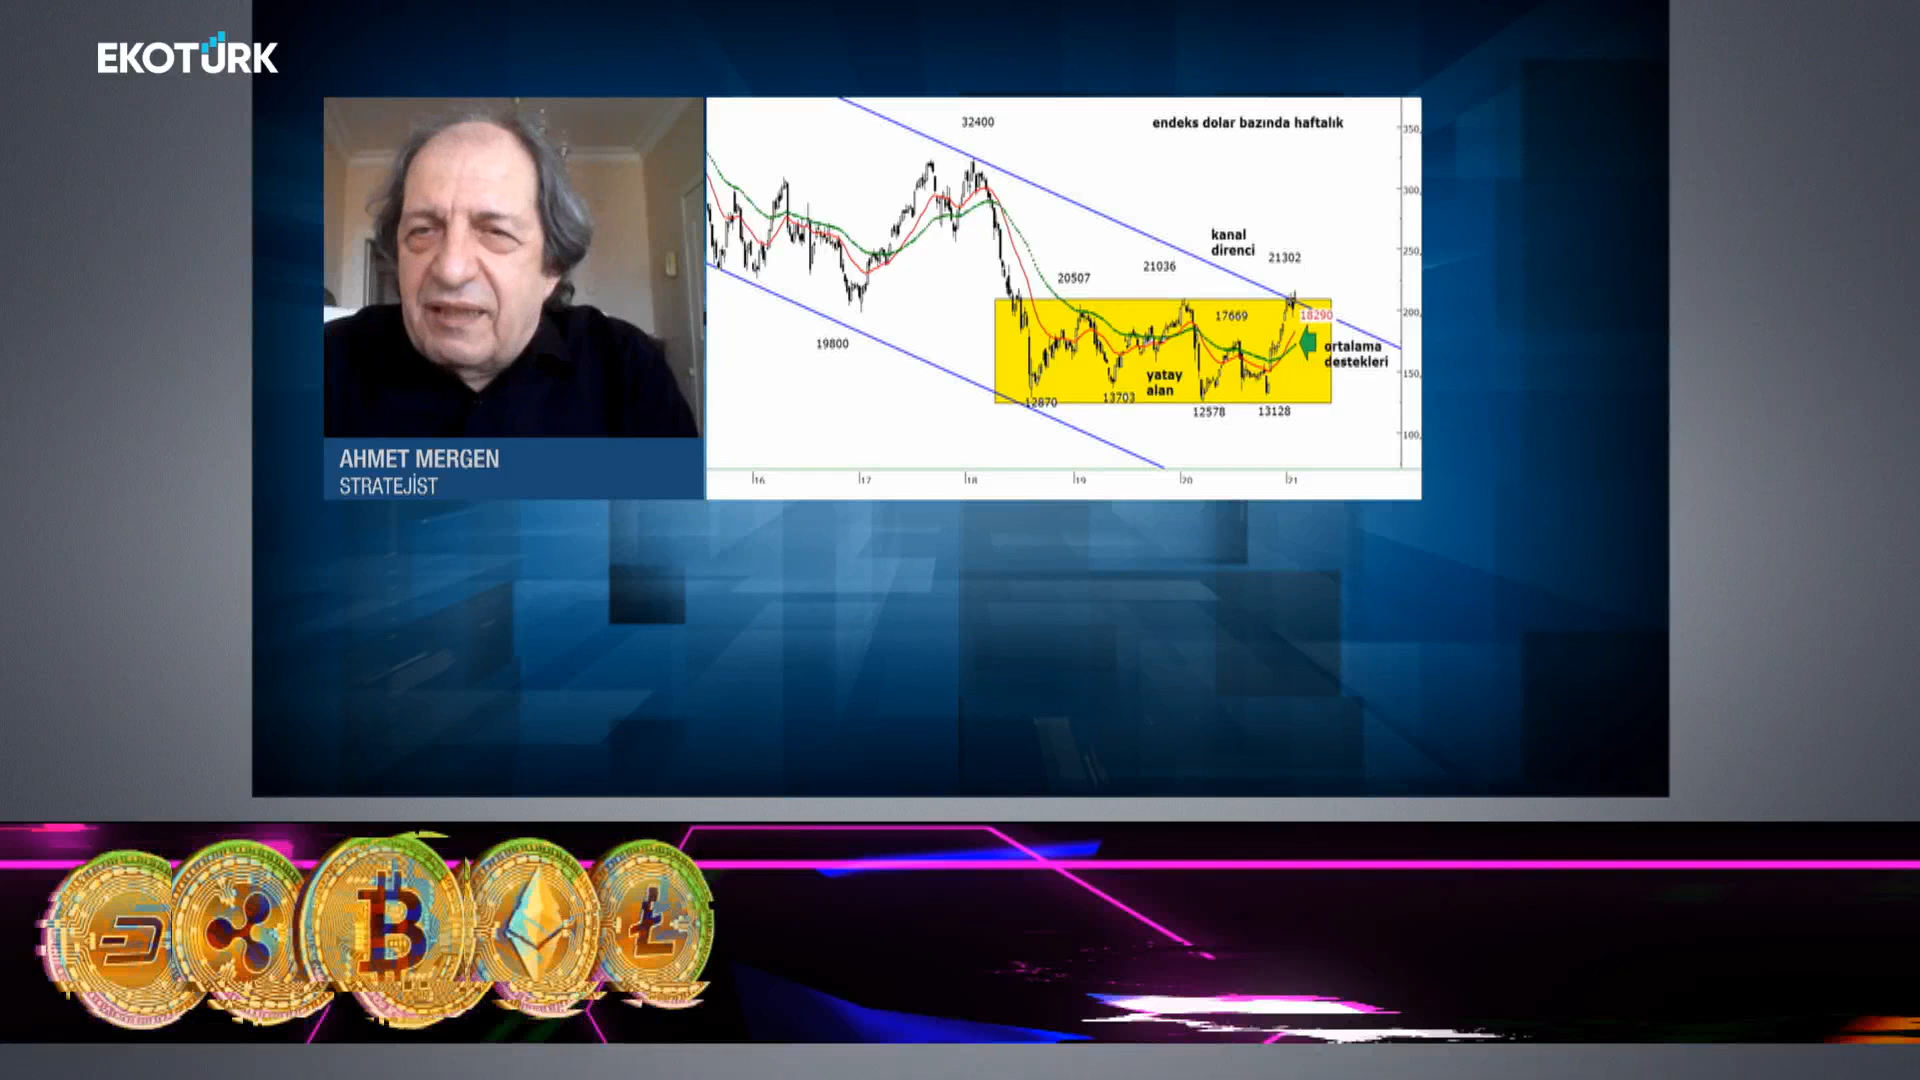 EKOTÜRK
32400
endeks dolar bazında haftalık
kanal
direnci
21302
20507
21036
17669
18290
19800
ortalama
destekleri
yatay
alan
12870
13703
12578
13128
350,
300,
250,
200,
150,
100,
16
17
18
19
20
21
AHMET MERGEN
STRATEJİST